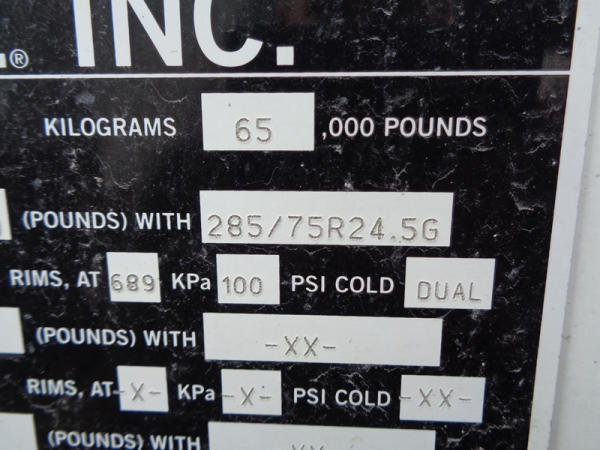 .® INC.
KILOGRAMS 65 ,000 POUNDS
(POUNDS) WITH 285/75R24.5G
RIMS, AT 689 KPa 100 PSI COLD DUAL
(POUNDS) WITH -XX-
RIMS, AT -X- KPa -X- PSI COLD -XX-
(POUNDS) WITH